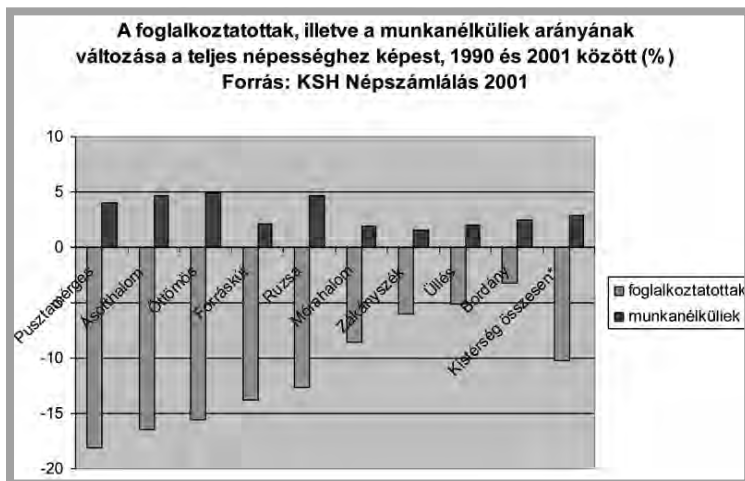 A foglalkoztatottak, illetve a munkanélküliek arányának
változása a teljes népességhez képest, 1990 és 2001 között (%)
Forrás: KSH Népszámlálás 2001
10
5
0
-5
-10
-15
-20
Pusztamérges
Ásotthalom
Öttömös
Forráskút
Ruzsa
Mórahalom
Zákányszék
Üllés
Bordány
Kistérség összesen*
foglalkoztatottak
munkanélküliek